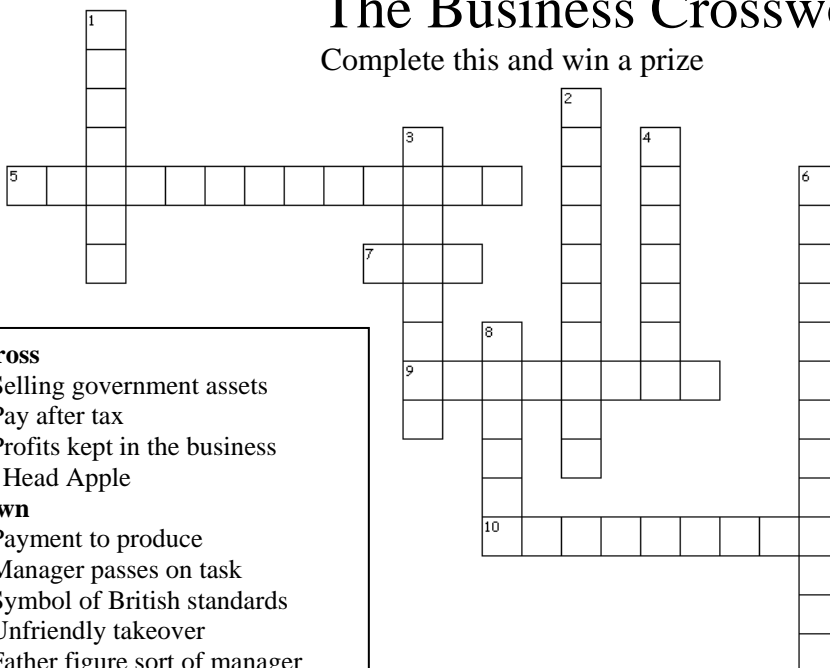 The Business Crossw
1
Complete this and win a prize
2
3
4
5
6
7
8
ross
Selling government assets
9
Pay after tax
Profits kept in the business
Head Apple
wn
10
Payment to produce
Manager passes on task
Symbol of British standards
Unfriendly takeover
Father figure sort of manager